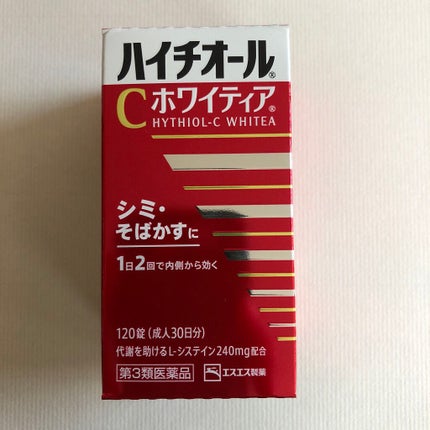 ハイチオール®
Cホワイティア®
HYTHIOL-C WHITEA
シミ・
そばかすに
1日2回で内側から効く
120錠（成人30日分）
代謝を助けるL-システイン240mg配合
第3類医薬品 エスエス製薬